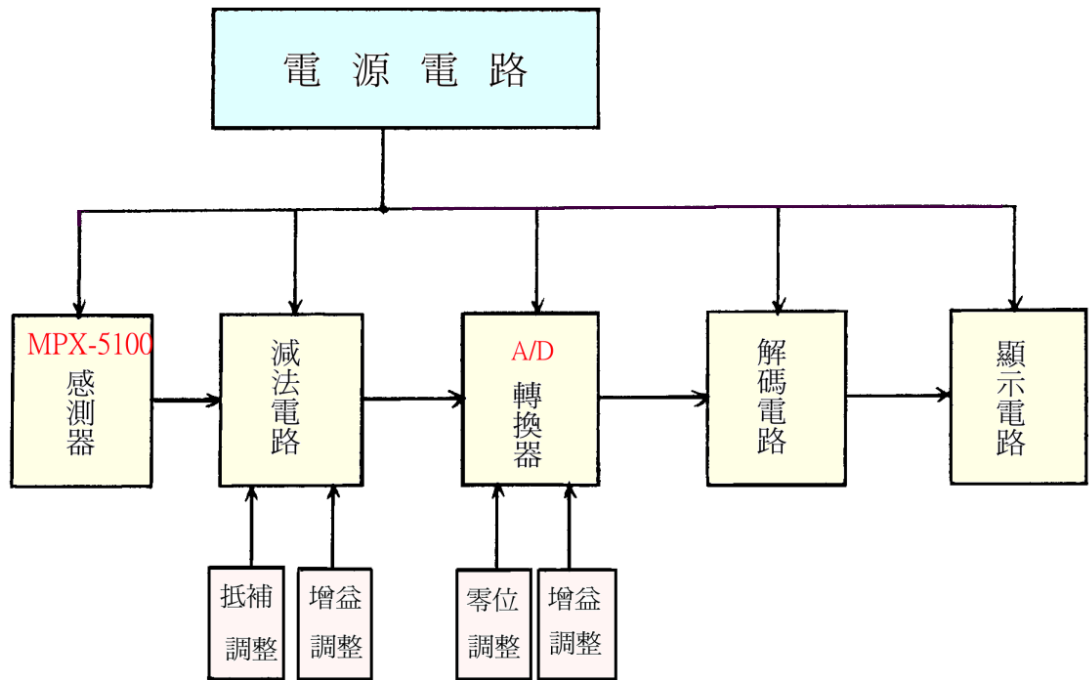 電源電路
MPX-5100
感測器
減法電路
A/D
轉換器
解碼電路
顯示電路
抵補
調整
增益
調整
零位
調整
增益
調整